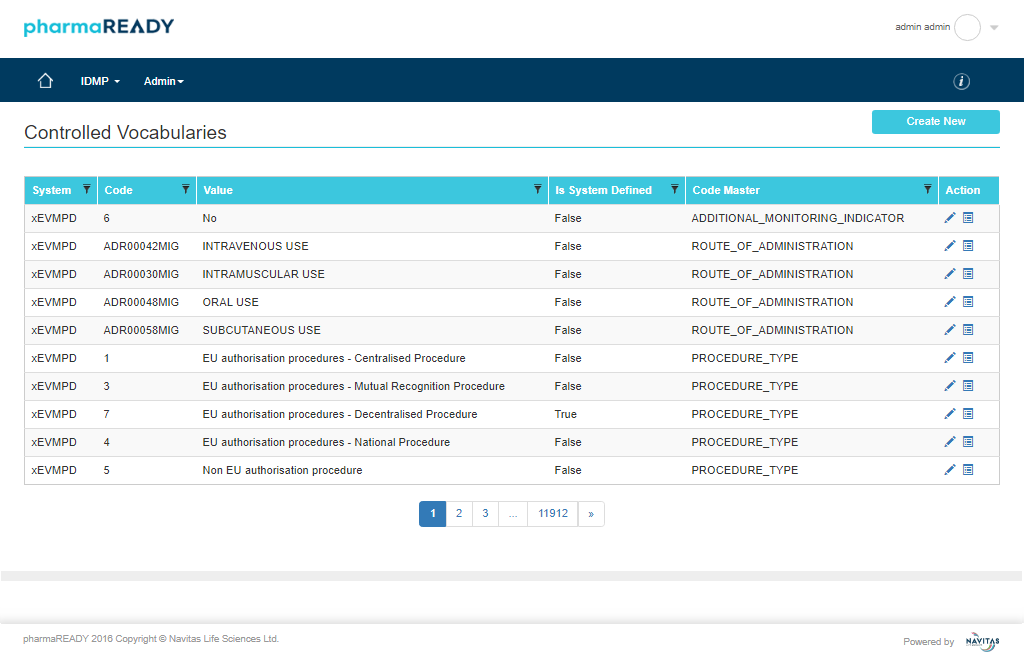 pharmaREADY
admin admin
IDMP Admin
Controlled Vocabularies
Create New
System Code Value Is System Defined Code Master Action
xEVMPD 6 No False ADDITIONAL_MONITORING_INDICATOR
xEVMPD ADR00042MIG INTRAVENOUS USE False ROUTE_OF_ADMINISTRATION
xEVMPD ADR00030MIG INTRAMUSCULAR USE False ROUTE_OF_ADMINISTRATION
xEVMPD ADR00048MIG ORAL USE False ROUTE_OF_ADMINISTRATION
xEVMPD ADR00058MIG SUBCUTANEOUS USE False ROUTE_OF_ADMINISTRATION
xEVMPD 1 EU authorisation procedures - Centralised Procedure False PROCEDURE_TYPE
xEVMPD 3 EU authorisation procedures - Mutual Recognition Procedure False PROCEDURE_TYPE
xEVMPD 7 EU authorisation procedures - Decentralised Procedure True PROCEDURE_TYPE
xEVMPD 4 EU authorisation procedures - National Procedure False PROCEDURE_TYPE
xEVMPD 5 Non EU authorisation procedure False PROCEDURE_TYPE
1 2 3 ... 11912 »
pharmaREADY 2016 Copyright © Navitas Life Sciences Ltd.
Powered by NAVITAS